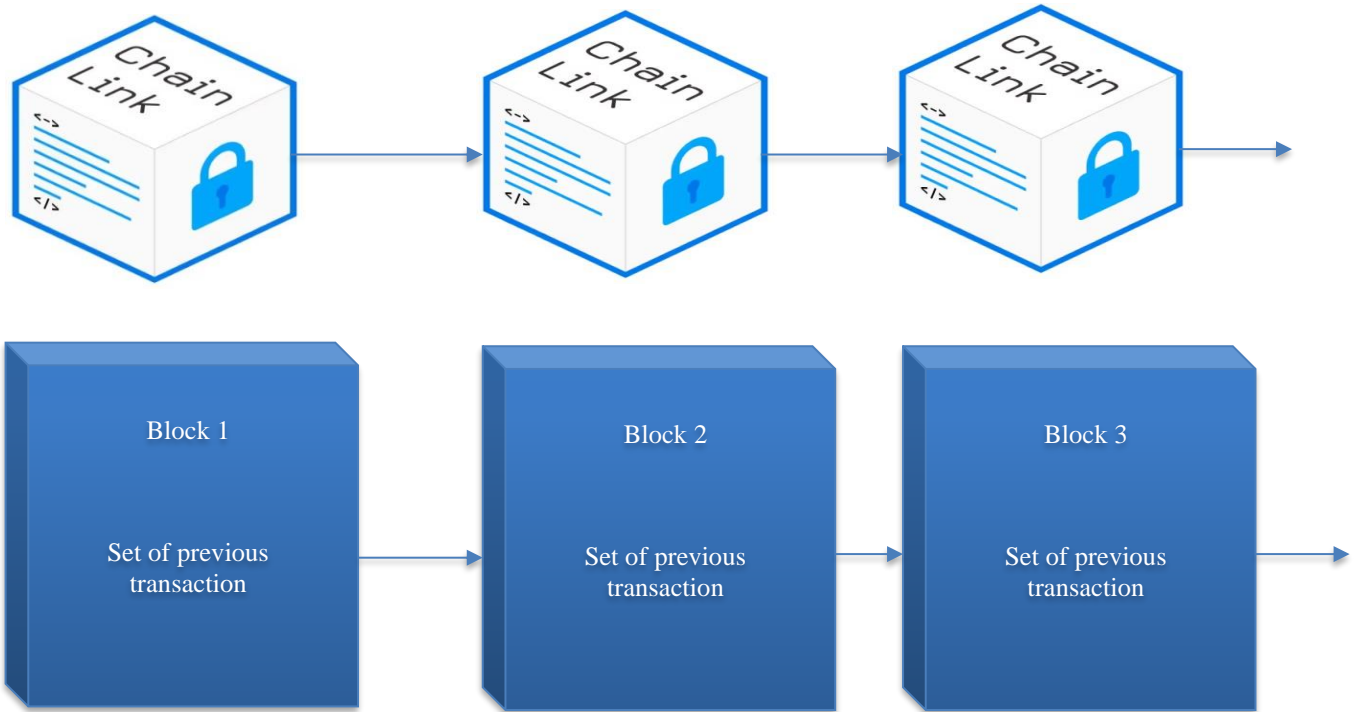 Chain
Link
<->
</>
Chain
Link
<->
</>
Chain
Link
<->
</>
Block 1
Set of previous
transaction
Block 2
Set of previous
transaction
Block 3
Set of previous
transaction